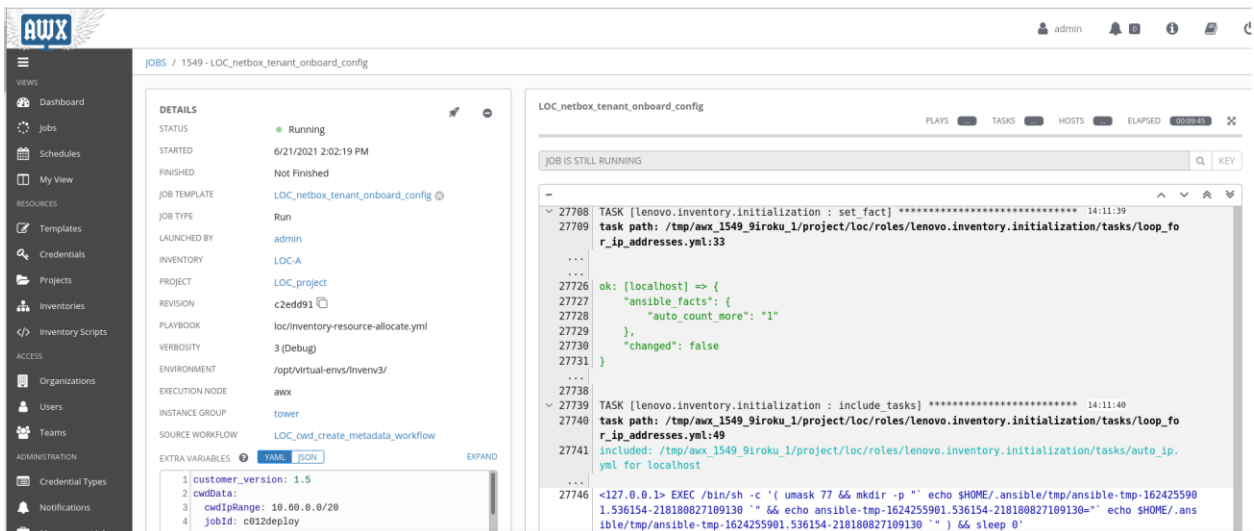 AWX
admin
0
JOBS / 1549 - LOC_netbox_tenant_onboard_config
VIEWS
Dashboard
Jobs
Schedules
My View
RESOURCES
Templates
Credentials
Projects
Inventories
Inventory Scripts
ACCESS
Organizations
Users
Teams
ADMINISTRATION
Credential Types
Notifications
DETAILS
STATUS Running
STARTED 6/21/2021 2:02:19 PM
FINISHED Not Finished
JOB TEMPLATE LOC_netbox_tenant_onboard_config
JOB TYPE Run
LAUNCHED BY admin
INVENTORY LOC-A
PROJECT LOC_project
REVISION c2edd91
PLAYBOOK loc/inventory-resource-allocate.yml
VERBOSITY 3 (Debug)
ENVIRONMENT /opt/virtual-envs/lnvenv3/
EXECUTION NODE awx
INSTANCE GROUP tower
SOURCE WORKFLOW LOC_cwd_create_metadata_workflow
EXTRA VARIABLES ? YAML JSON EXPAND
1 customer_version: 1.5
2 cwdData:
3 cwdIpRange: 10.60.0.0/20
4 jobId: c012deploy
LOC_netbox_tenant_onboard_config
PLAYS ... TASKS ... HOSTS ... ELAPSED 00:09:45
JOB IS STILL RUNNING KEY
27708 TASK [lenovo.inventory.initialization : set_fact] ****************************** 14:11:39
27709 task path: /tmp/awx_1549_9iroku_1/project/loc/roles/lenovo.inventory.initialization/tasks/loop_fo
r_ip_addresses.yml:33
...
...
27726 ok: [localhost] => {
27727 "ansible_facts": {
27728 "auto_count_more": "1"
27729 },
27730 "changed": false
27731 }
...
27738
27739 TASK [lenovo.inventory.initialization : include_tasks] ************************* 14:11:40
27740 task path: /tmp/awx_1549_9iroku_1/project/loc/roles/lenovo.inventory.initialization/tasks/loop_fo
r_ip_addresses.yml:49
27741 included: /tmp/awx_1549_9iroku_1/project/loc/roles/lenovo.inventory.initialization/tasks/auto_ip.
yml for localhost
...
27746 <127.0.0.1> EXEC /bin/sh -c '( umask 77 && mkdir -p "` echo $HOME/.ansible/tmp/ansible-tmp-162425590
1.536154-218180827109130 `" && echo ansible-tmp-1624255901.536154-218180827109130="` echo $HOME/.ans
ible/tmp/ansible-tmp-1624255901.536154-218180827109130 `" ) && sleep 0'